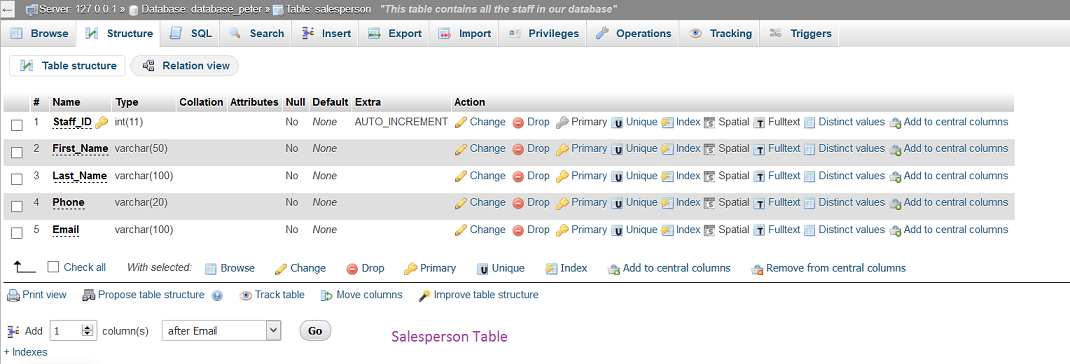 Server: 127.0.0.1 » Database: database_peter » Table: salesperson "This table contains all the staff in our database"
Browse Structure SQL Search Insert Export Import Privileges Operations Tracking Triggers
Table structure Relation view
# Name Type Collation Attributes Null Default Extra Action
1 Staff_ID int(11) No None AUTO_INCREMENT Change Drop Primary Unique Index Spatial Fulltext Distinct values Add to central columns
2 First_Name varchar(50) No None Change Drop Primary Unique Index Spatial Fulltext Distinct values Add to central columns
3 Last_Name varchar(100) No None Change Drop Primary Unique Index Spatial Fulltext Distinct values Add to central columns
4 Phone varchar(20) No None Change Drop Primary Unique Index Spatial Fulltext Distinct values Add to central columns
5 Email varchar(100) No None Change Drop Primary Unique Index Spatial Fulltext Distinct values Add to central columns
Check all With selected: Browse Change Drop Primary Unique Index Add to central columns Remove from central columns
Print view Propose table structure Track table Move columns Improve table structure
Add 1 column(s) after Email Go Salesperson Table
+ Indexes